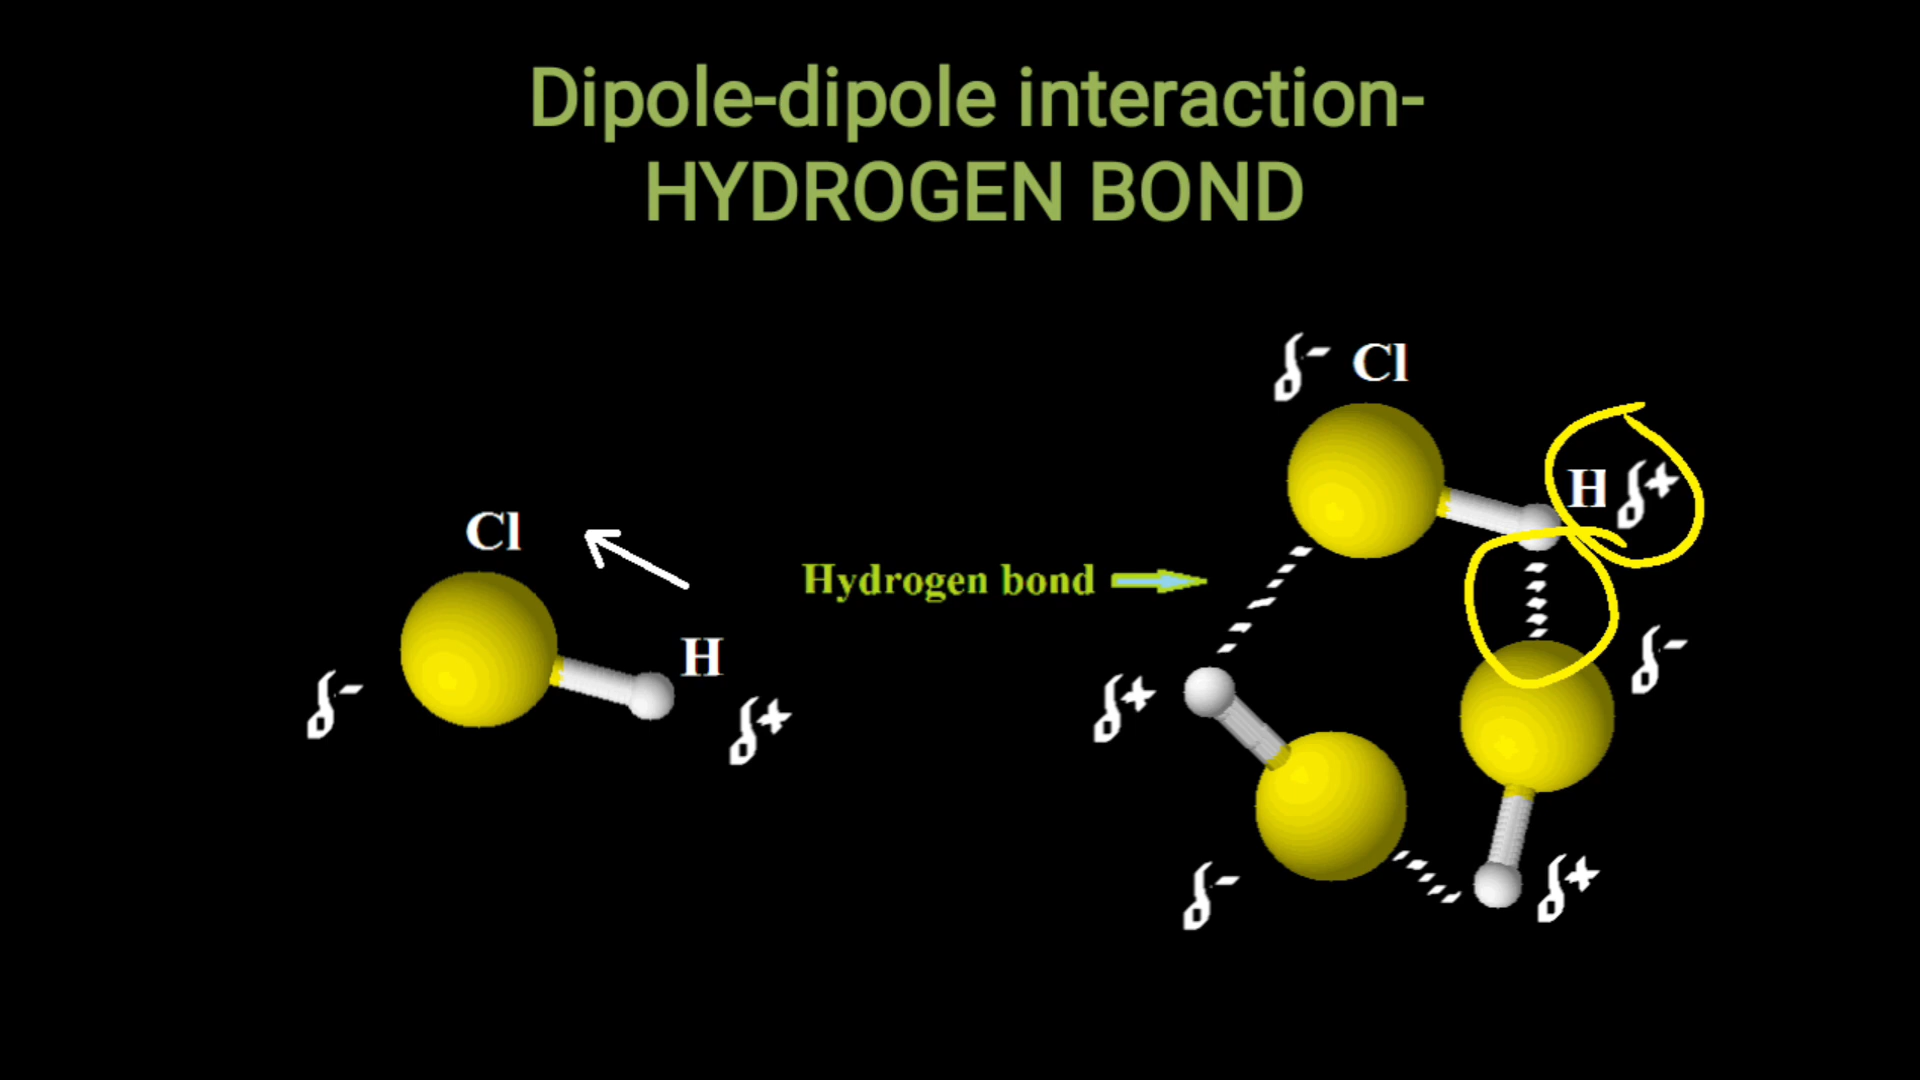 Dipole-dipole interaction-
HYDROGEN BOND
δ- Cl
H δ+
Cl
Hydrogen bond
H
δ-
δ-
δ+
δ+
δ-
δ+